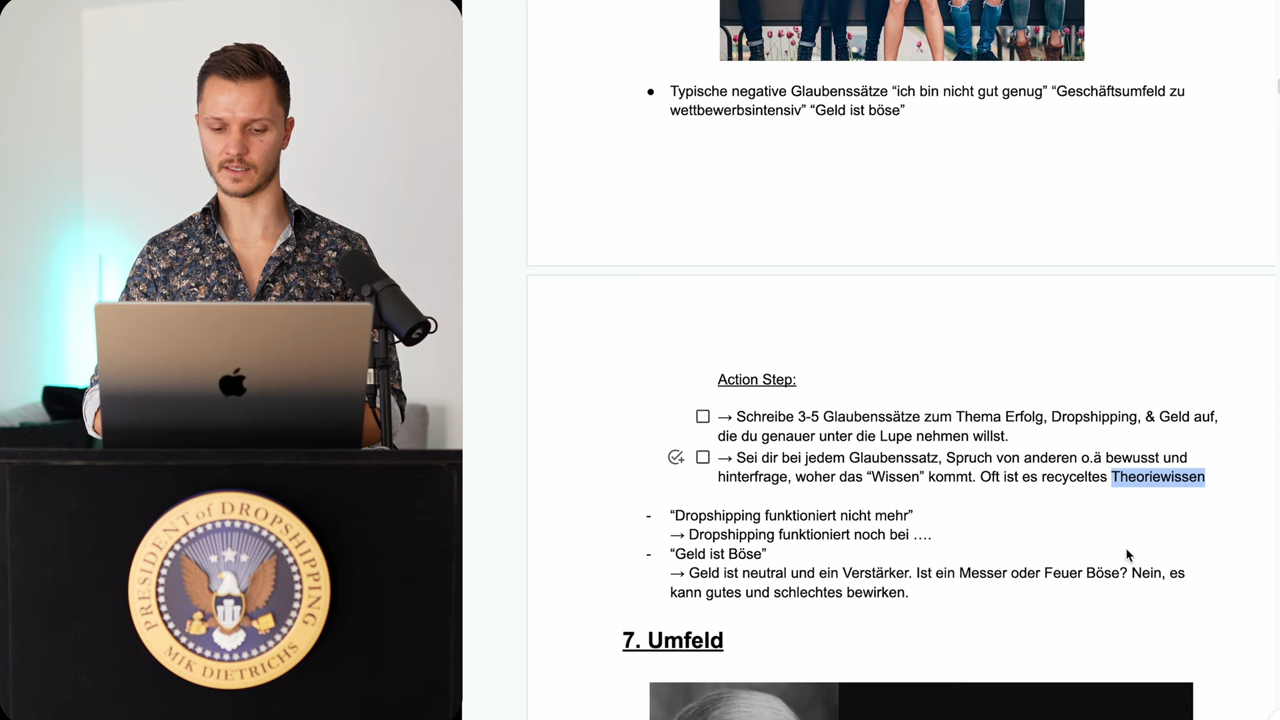 PRESIDENT of DROPSHIPPING
MIK DIETRICHS
● Typische negative Glaubenssätze “ich bin nicht gut genug” “Geschäftsumfeld zu
wettbewerbsintensiv” “Geld ist böse”
Action Step:
→ Schreibe 3-5 Glaubenssätze zum Thema Erfolg, Dropshipping, & Geld auf,
die du genauer unter die Lupe nehmen willst.
→ Sei dir bei jedem Glaubenssatz, Spruch von anderen o.ä bewusst und
hinterfrage, woher das “Wissen” kommt. Oft ist es recyceltes Theoriewissen
- “Dropshipping funktioniert nicht mehr”
→ Dropshipping funktioniert noch bei ….
- “Geld ist Böse”
→ Geld ist neutral und ein Verstärker. Ist ein Messer oder Feuer Böse? Nein, es
kann gutes und schlechtes bewirken.
7. Umfeld